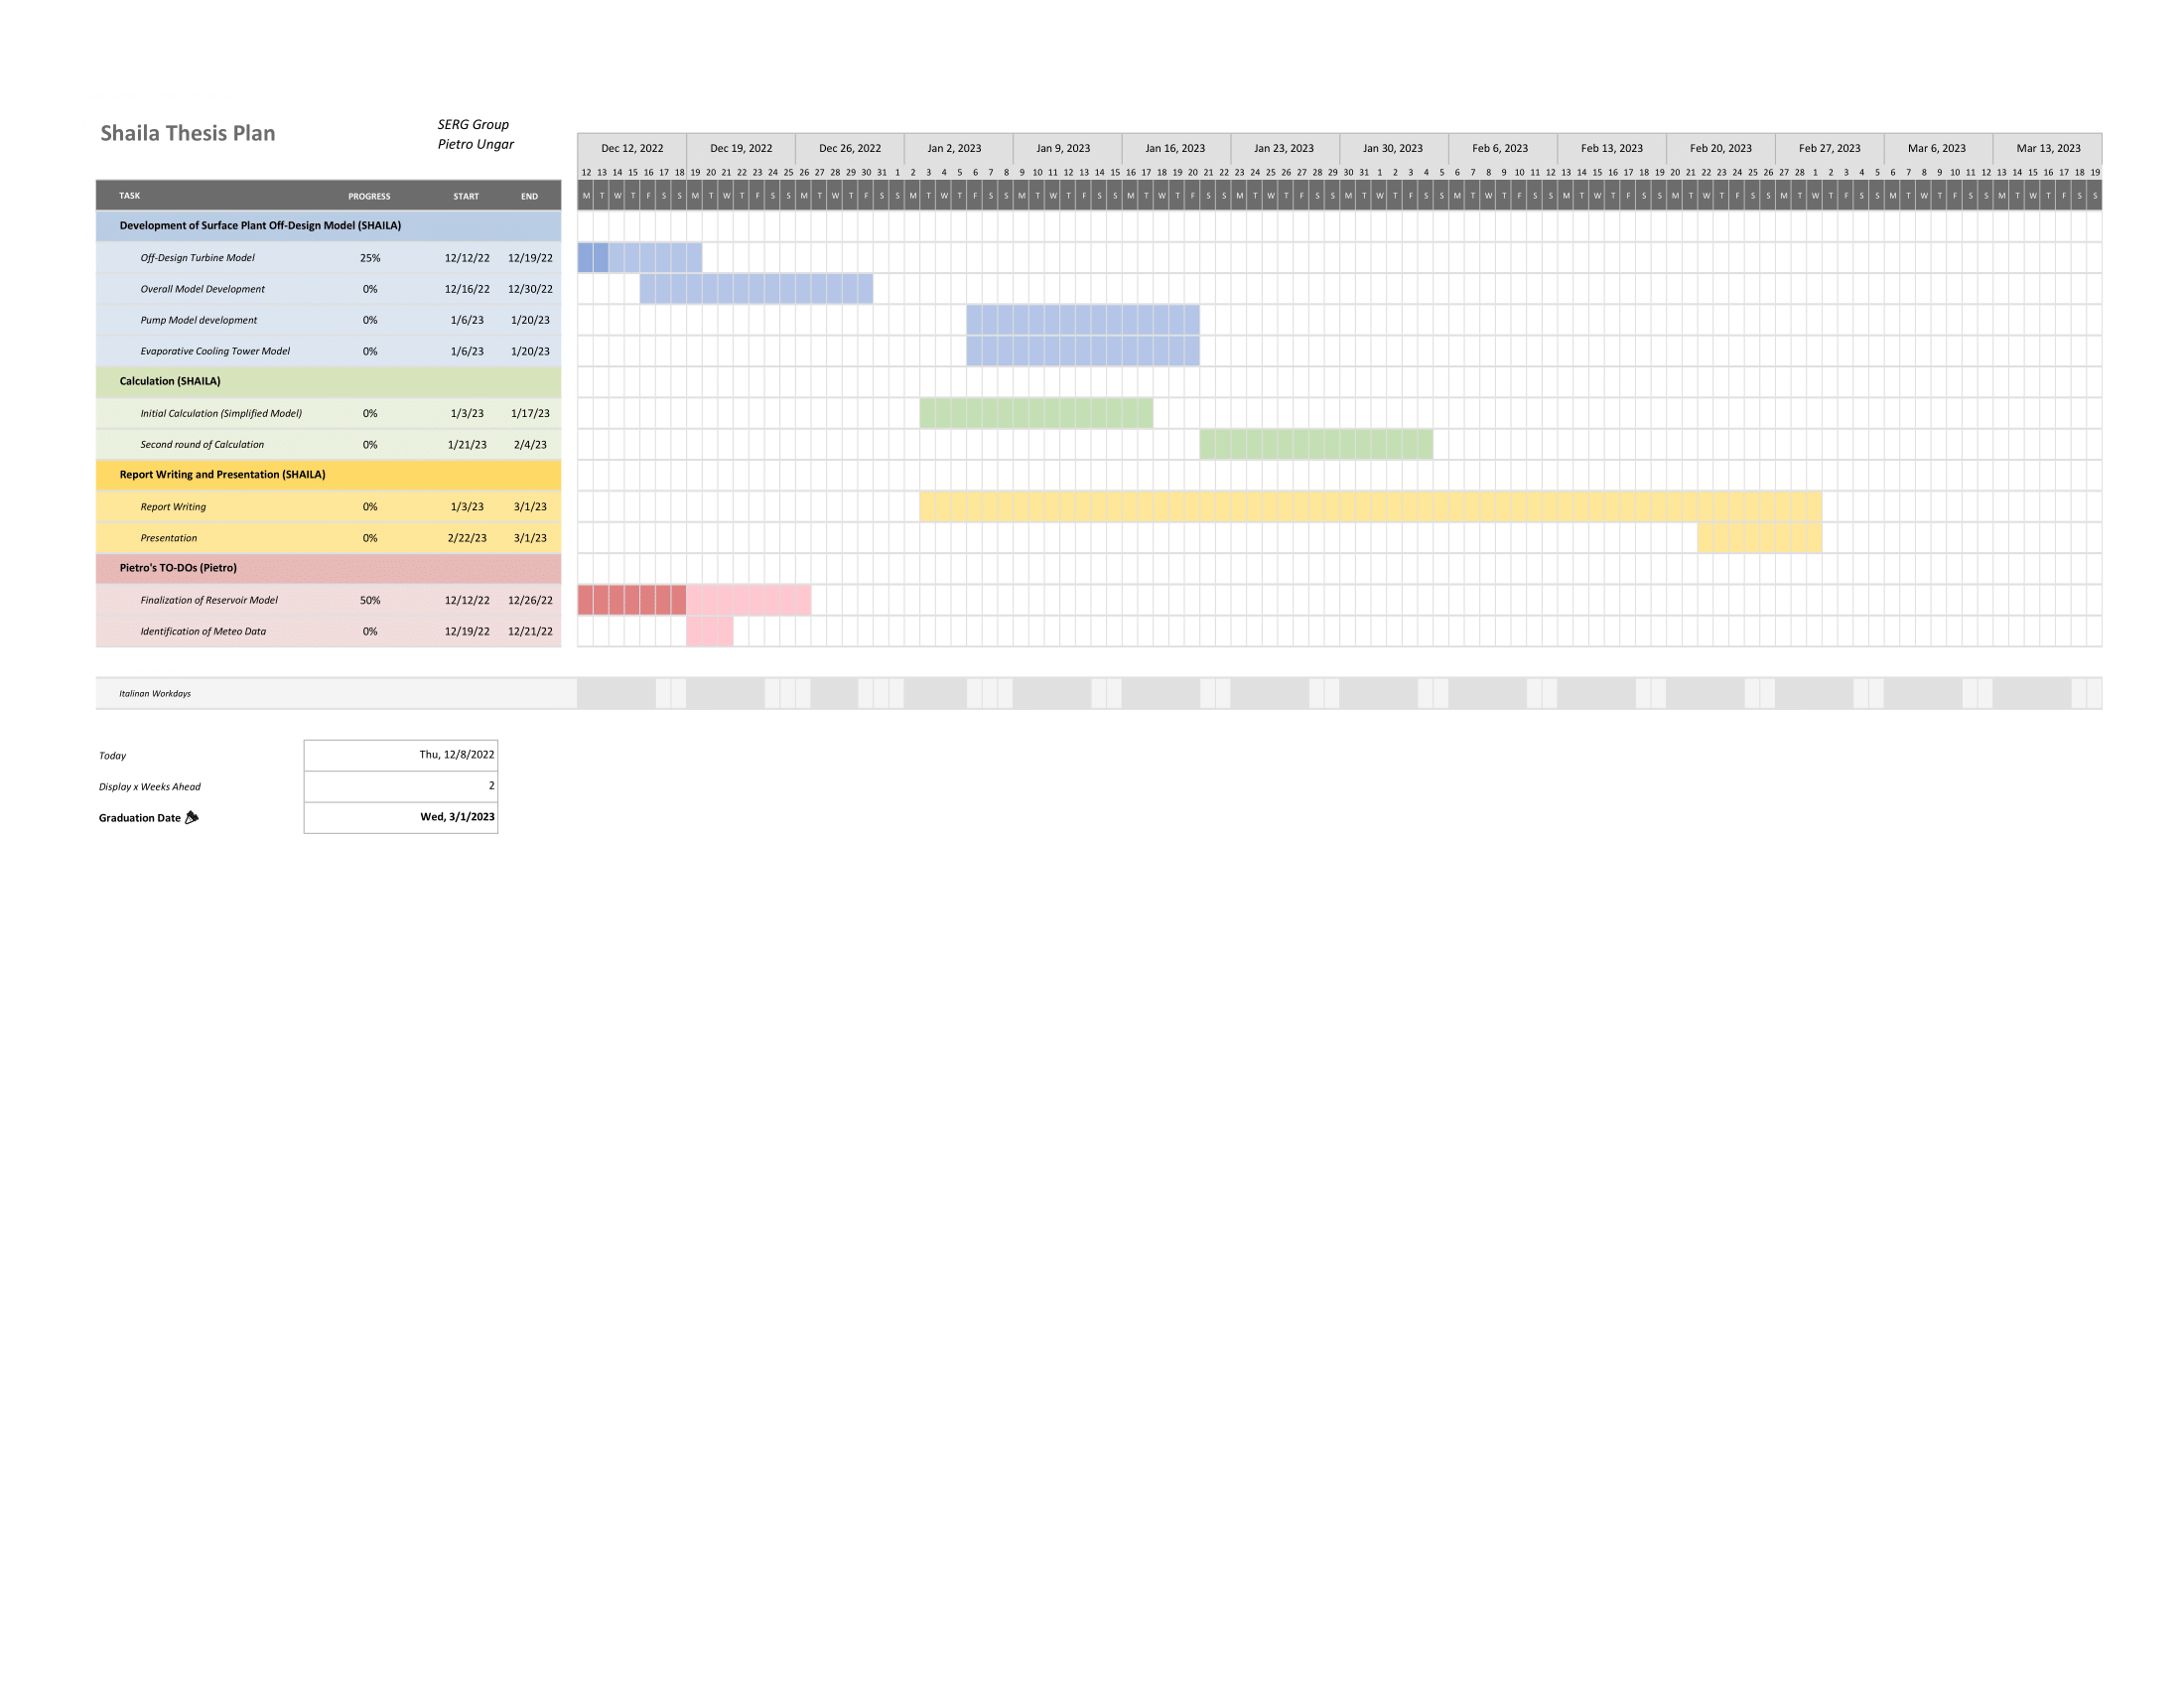 Shaila Thesis Plan
SERG Group
Pietro Ungar
Dec 12, 2022 Dec 19, 2022 Dec 26, 2022 Jan 2, 2023 Jan 9, 2023 Jan 16, 2023 Jan 23, 2023 Jan 30, 2023 Feb 6, 2023 Feb 13, 2023 Feb 20, 2023 Feb 27, 2023 Mar 6, 2023 Mar 13, 2023
12 13 14 15 16 17 18 19 20 21 22 23 24 25 26 27 28 29 30 31 1 2 3 4 5 6 7 8 9 10 11 12 13 14 15 16 17 18 19 20 21 22 23 24 25 26 27 28 29 30 31 1 2 3 4 5 6 7 8 9 10 11 12 13 14 15 16 17 18 19 20 21 22 23 24 25 26 27 28 1 2 3 4 5 6 7 8 9 10 11 12 13 14 15 16 17 18 19
TASK PROGRESS START END M T W T F S S M T W T F S S M T W T F S S M T W T F S S M T W T F S S M T W T F S S M T W T F S S M T W T F S S M T W T F S S M T W T F S S M T W T F S S M T W T F S S M T W T F S S M T W T F S S
Development of Surface Plant Off-Design Model (SHAILA)
Off-Design Turbine Model 25% 12/12/22 12/19/22
Overall Model Development 0% 12/16/22 12/30/22
Pump Model development 0% 1/6/23 1/20/23
Evaporative Cooling Tower Model 0% 1/6/23 1/20/23
Calculation (SHAILA)
Initial Calculation (Simplified Model) 0% 1/3/23 1/17/23
Second round of Calculation 0% 1/21/23 2/4/23
Report Writing and Presentation (SHAILA)
Report Writing 0% 1/3/23 3/1/23
Presentation 0% 2/22/23 3/1/23
Pietro's TO-DOs (Pietro)
Finalization of Reservoir Model 50% 12/12/22 12/26/22
Identification of Meteo Data 0% 12/19/22 12/21/22
Italinan Workdays
Today Thu, 12/8/2022
Display x Weeks Ahead 2
Graduation Date Wed, 3/1/2023